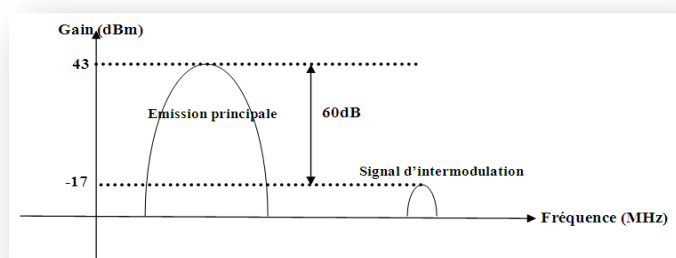 Gain (dBm)
43
Emission principale
60dB
Signal d'intermodulation
-17
Fréquence (MHz)